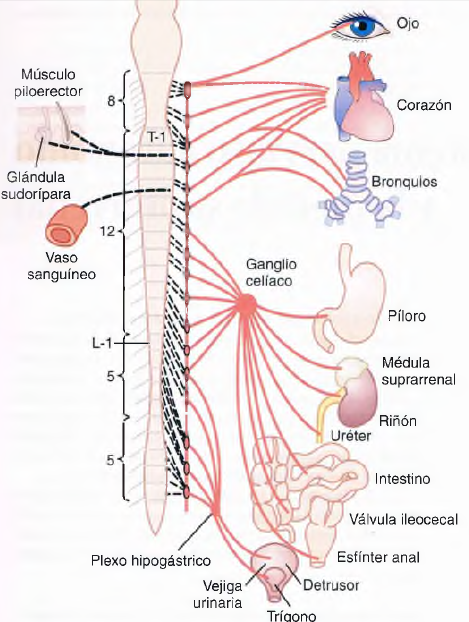 Ojo
Músculo
piloerector
8
Corazón
T-1
Glándula
sudorípara
Bronquios
12
Vaso
sanguíneo
Ganglio
celíaco
Píloro
L-1
Médula
suprarrenal
5
Riñón
Uréter
5
Intestino
Válvula ileocecal
Plexo hipogástrico
Esfínter anal
Vejiga
urinaria
Detrusor
Trígono